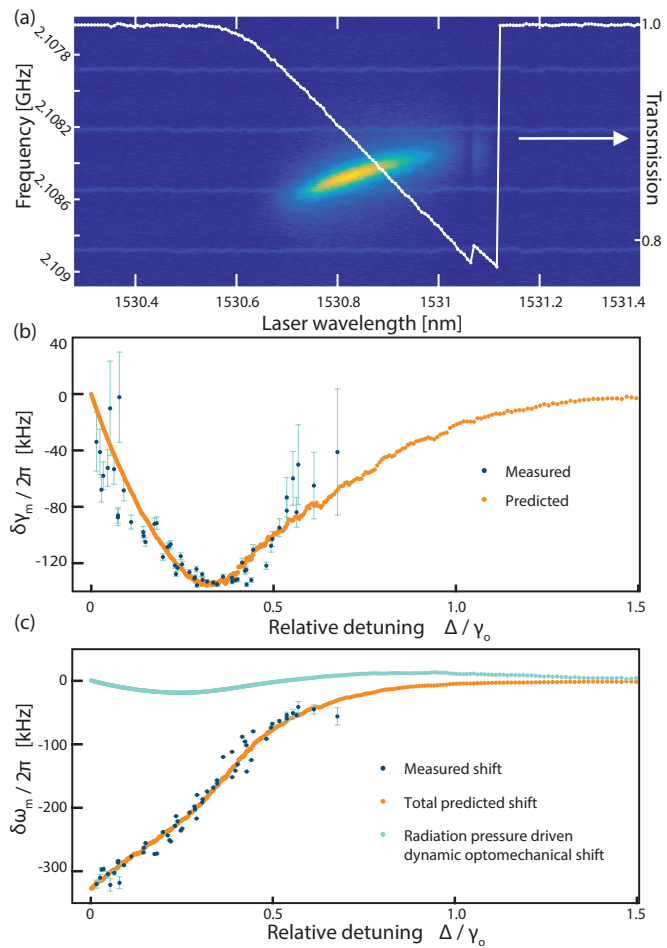 (a)
1.0
2.1078
2.1082
2.1086
2.109
Frequency [GHz]
Transmission
0.8
1530.4 1530.6 1530.8 1531 1531.2 1531.4
Laser wavelength [nm]
(b)
40
0
-40
-80
-120
δγm / 2π [kHz]
Measured
Predicted
0 0.5 1.0 1.5
Relative detuning Δ / γo
(c)
0
-100
-200
-300
δωm / 2π [kHz]
Measured shift
Total predicted shift
Radiation pressure driven
dynamic optomechanical shift
0 0.5 1.0 1.5
Relative detuning Δ / γo